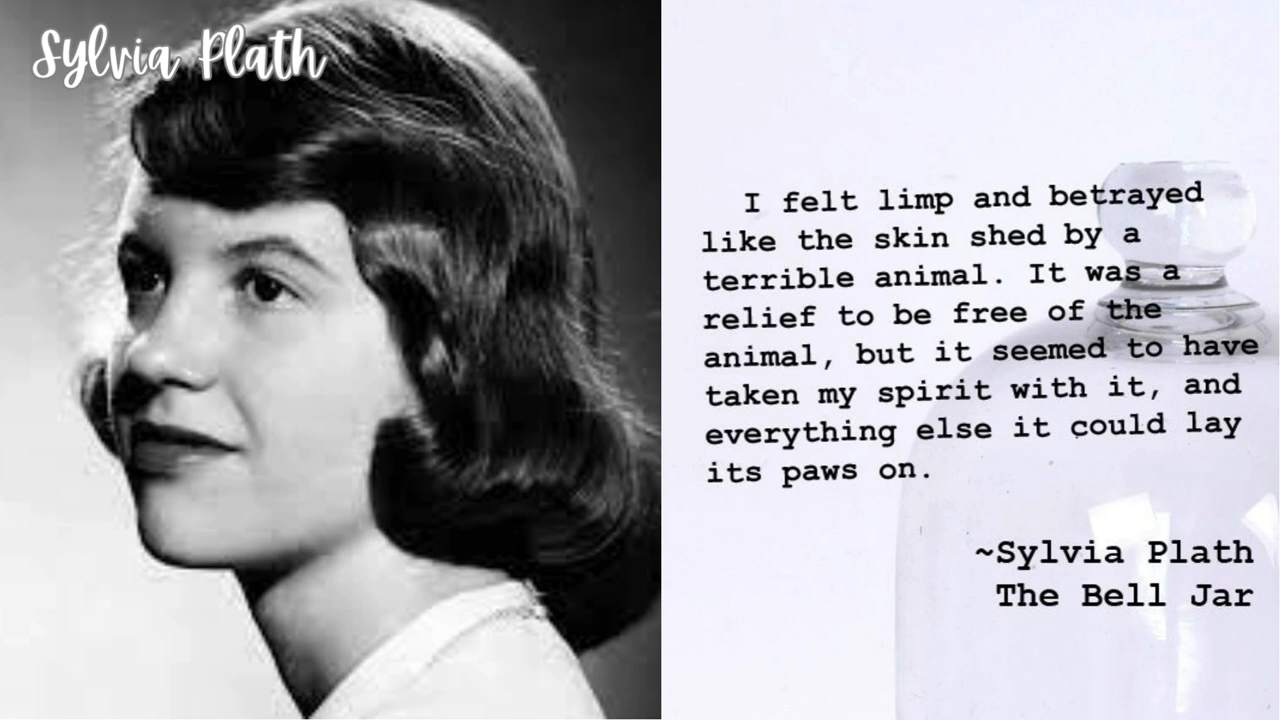 Sylvia Plath
I felt limp and betrayed
like the skin shed by a
terrible animal. It was a
relief to be free of the
animal, but it seemed to have
taken my spirit with it, and
everything else it could lay
its paws on.
~Sylvia Plath
The Bell Jar